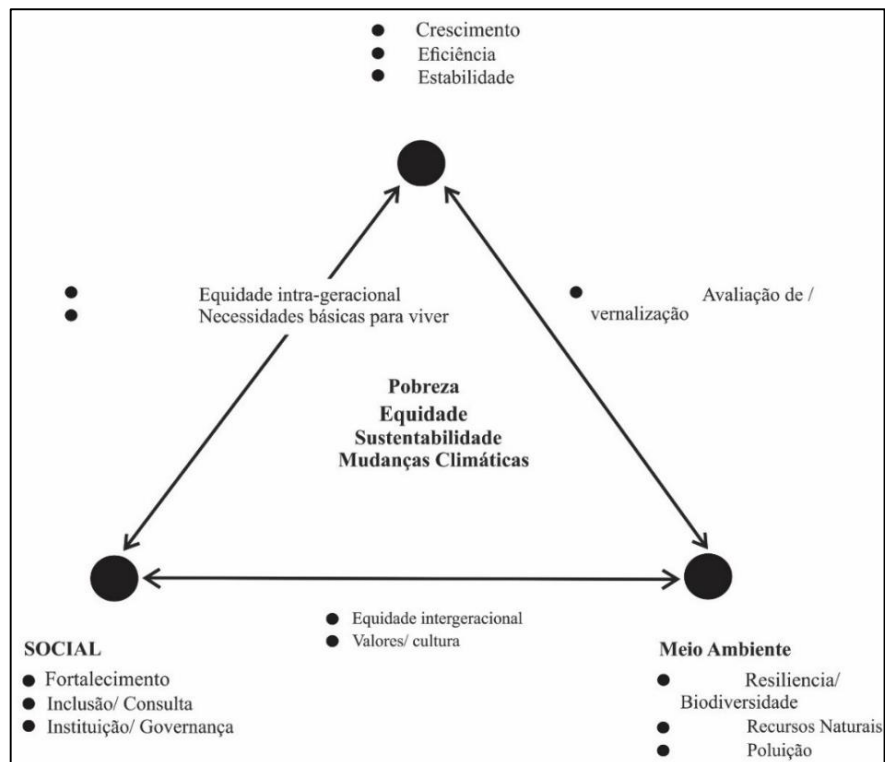 ● Crescimento
● Eficiência
● Estabilidade
● Equidade intra-geracional
● Necessidades básicas para viver
● Avaliação de /
vernalização
Pobreza
Equidade
Sustentabilidade
Mudanças Climáticas
● Equidade intergeracional
● Valores/ cultura
SOCIAL
● Fortalecimento
● Inclusão/ Consulta
● Instituição/ Governança
Meio Ambiente
● Resiliencia/
Biodiversidade
● Recursos Naturais
● Poluição